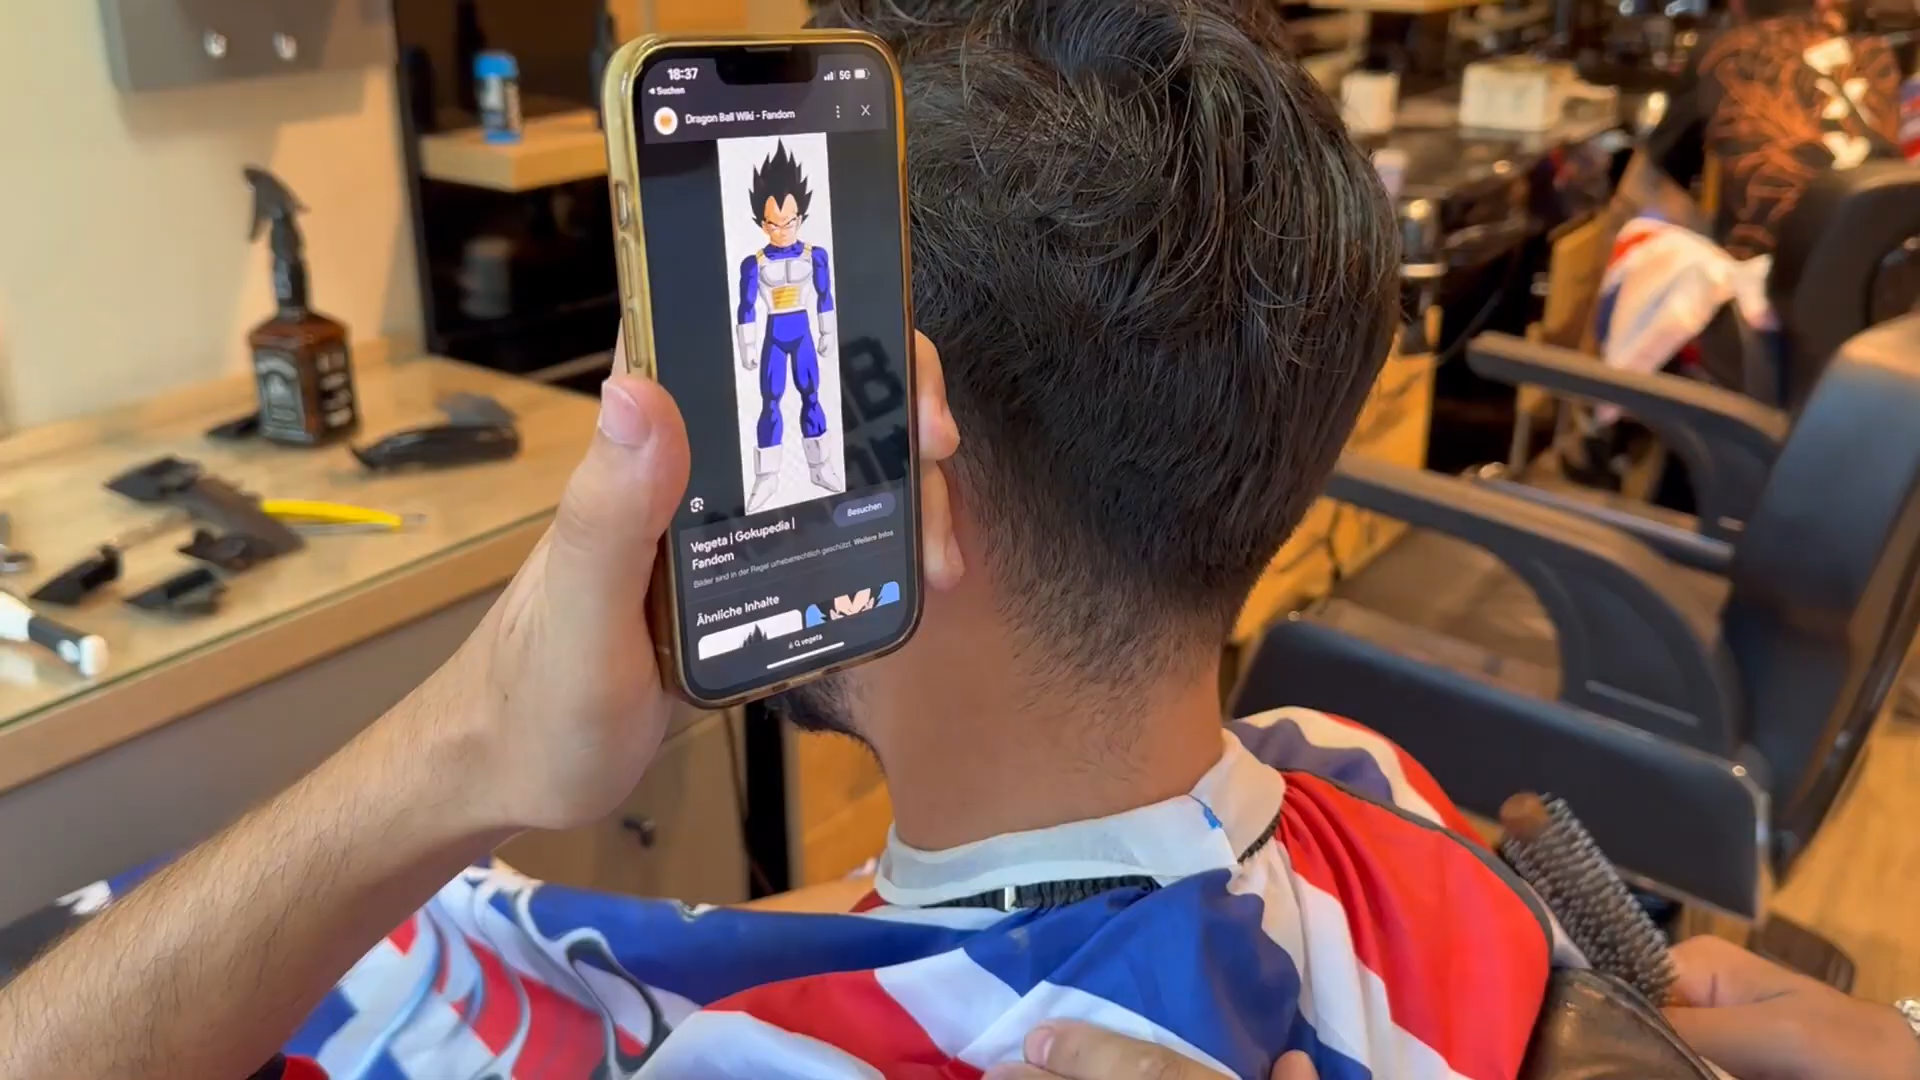 18:37
5G
Suchen
Dragon Ball Wiki - Fandom
Besuchen
Vegeta | Gokupedia |
Fandom
Bilder sind in der Regel urheberrechtlich geschützt. Weitere Infos
Ähnliche Inhalte
vegeta